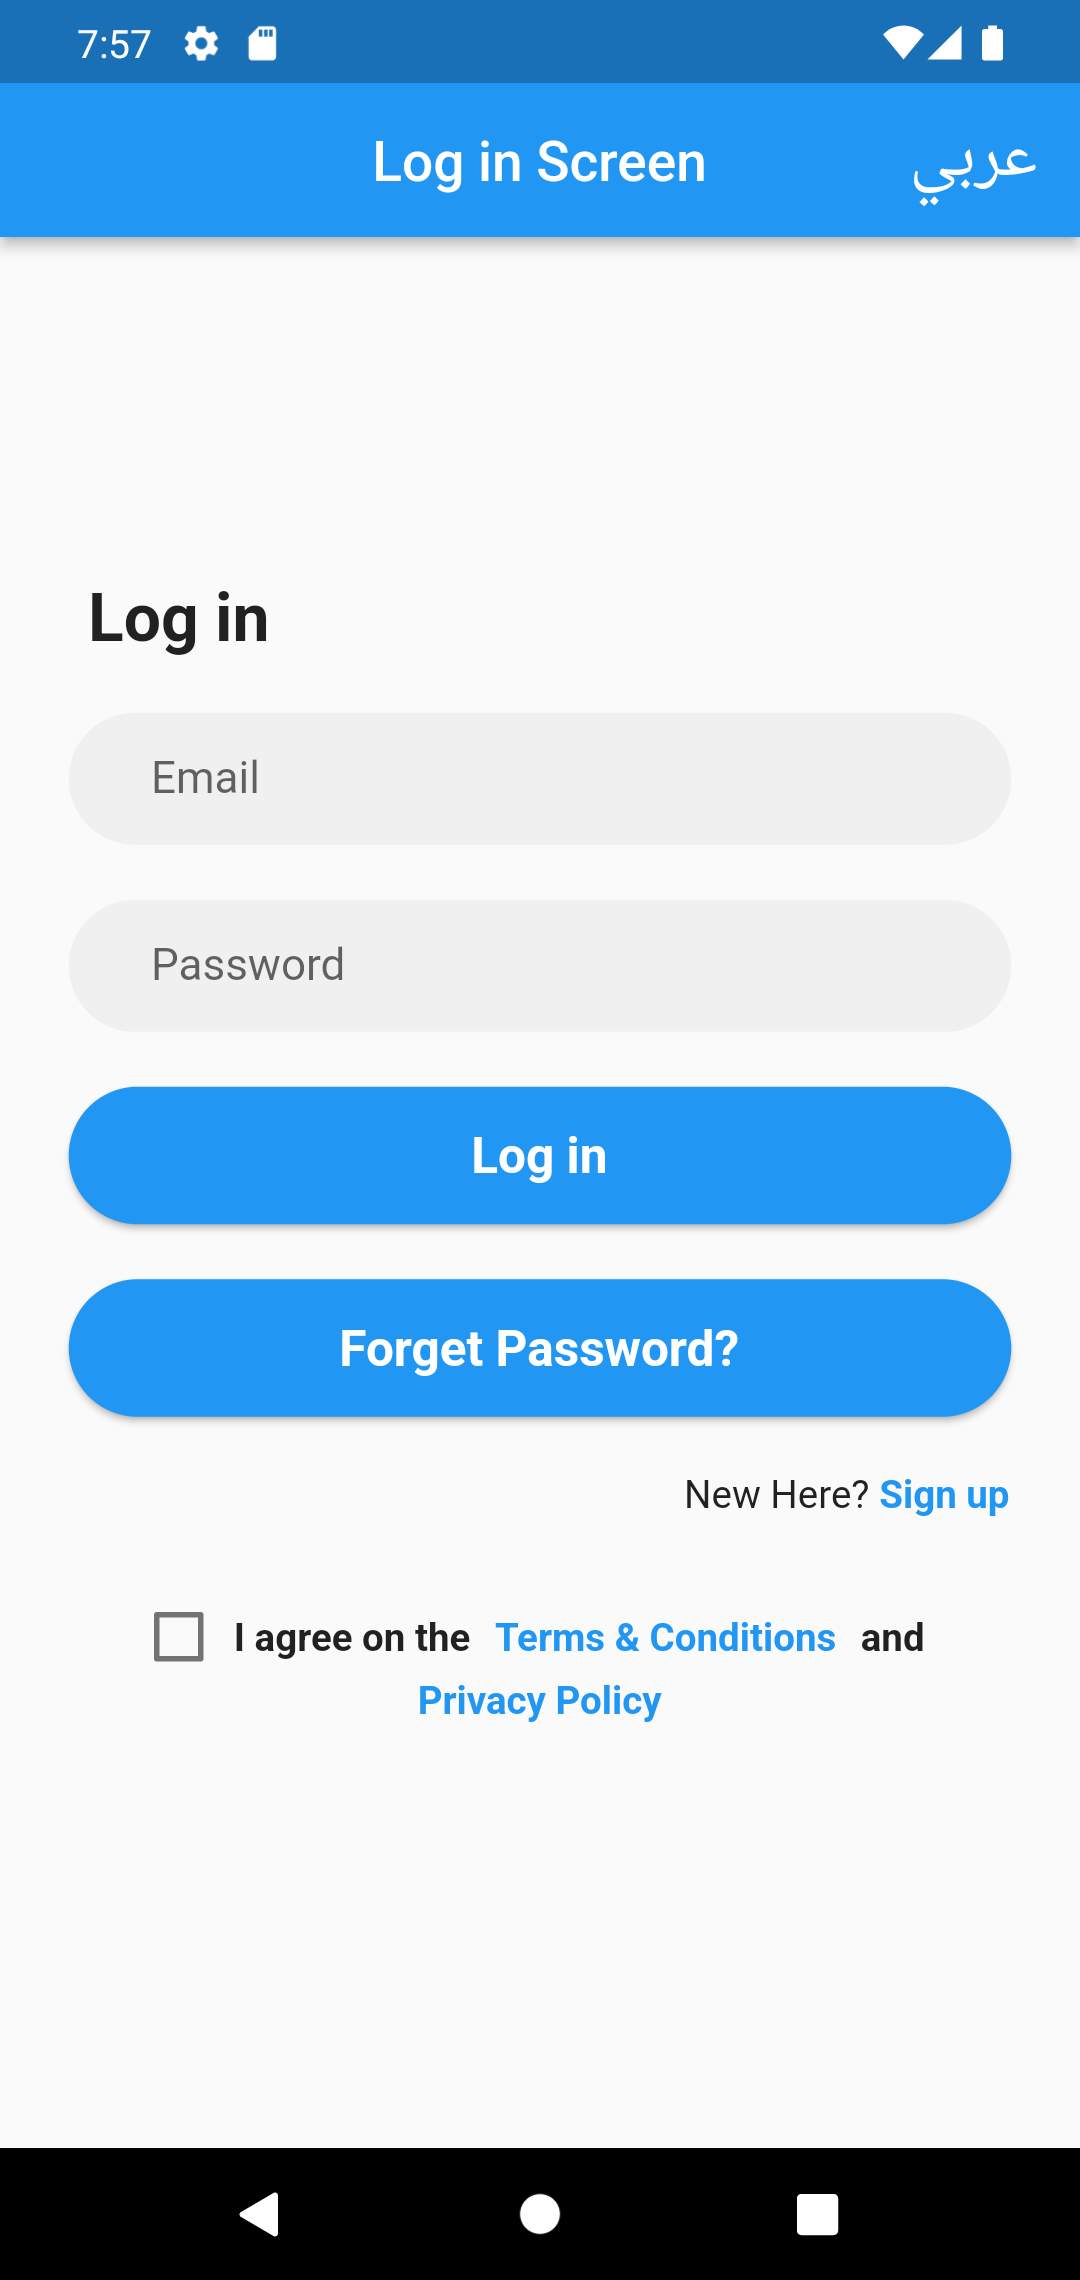 7:57
Log in Screen عربي
Log in
Email
Password
Log in
Forget Password?
New Here? Sign up
I agree on the Terms & Conditions and
Privacy Policy